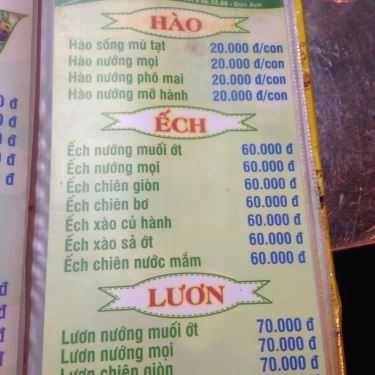 HÀO
Hào sống mù tạt 20.000 đ/con
Hào nướng mọi 20.000 đ/con
Hào nướng phô mai 20.000 đ/con
Hào nướng mỡ hành 20.000 đ/con
ẾCH
Ếch nướng muối ớt 60.000 đ
Ếch nướng mọi 60.000 đ
Ếch chiên giòn 60.000 đ
Ếch chiên bơ 60.000 đ
Ếch xào củ hành 60.000 đ
Ếch xào sả ớt 60.000 đ
Ếch chiên nước mắm 60.000 đ
LƯƠN
Lươn nướng muối ớt 70.000 đ
Lươn nướng mọi 70.000 đ
Lươn chiên giòn 70.000 đ